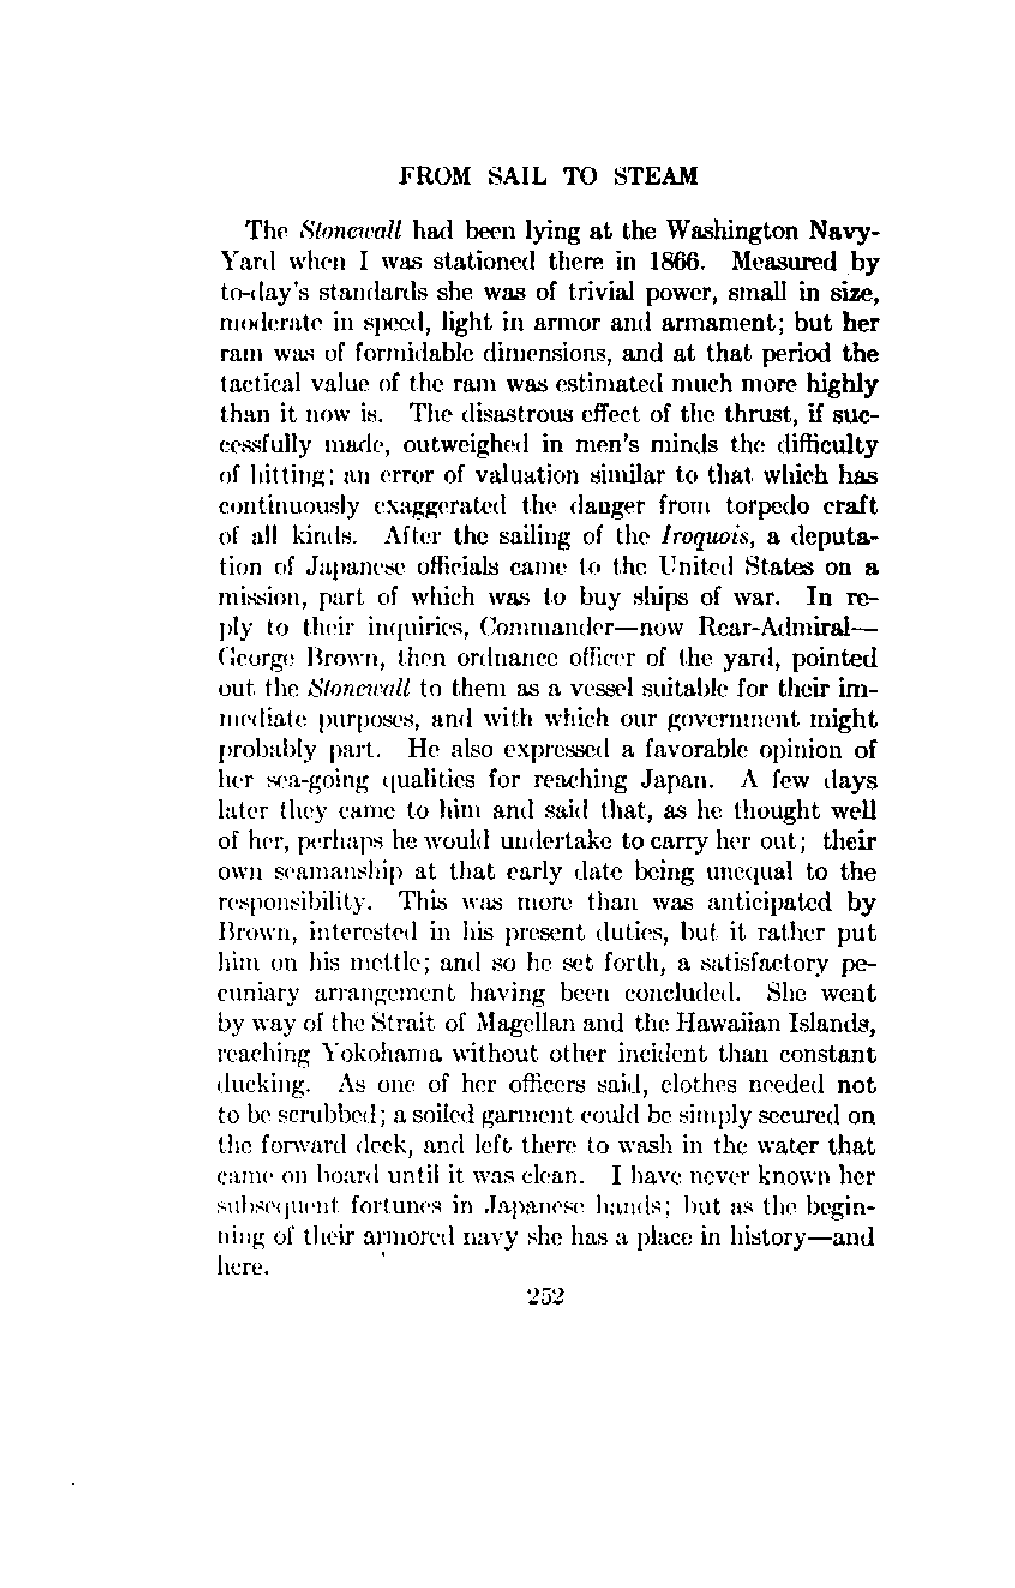 FROM SAIL TO STEAM
The Stonewall had been lying at the Washington Navy-
Yard when I was stationed there in 1866. Measured by
to-day's standards she was of trivial power, small in size,
moderate in speed, light in armor and armament; but her
ram was of formidable dimensions, and at that period the
tactical value of the ram was estimated much more highly
than it now is. The disastrous effect of the thrust, if suc-
cessfully made, outweighed in men's minds the difficulty
of hitting; an error of valuation similar to that which has
continuously exaggerated the danger from torpedo craft
of all kinds. After the sailing of the Iroquois, a deputa-
tion of Japanese officials came to the United States on a
mission, part of which was to buy ships of war. In re-
ply to their inquiries, Commander—now Rear-Admiral—
George Brown, then ordnance officer of the yard, pointed
out the Stonewall to them as a vessel suitable for their im-
mediate purposes, and with which our government might
probably part. He also expressed a favorable opinion of
her sea-going qualities for reaching Japan. A few days
later they came to him and said that, as he thought well
of her, perhaps he would undertake to carry her out; their
own seamanship at that early date being unequal to the
responsibility. This was more than was anticipated by
Brown, interested in his present duties, but it rather put
him on his mettle; and so he set forth, a satisfactory pe-
cuniary arrangement having been concluded. She went
by way of the Strait of Magellan and the Hawaiian Islands,
reaching Yokohama without other incident than constant
ducking. As one of her officers said, clothes needed not
to be scrubbed; a soiled garment could be simply secured on
the forward deck, and left there to wash in the water that
came on board until it was clean. I have never known her
subsequent fortunes in Japanese hands; but as the begin-
ning of their armored navy she has a place in history—and
here.
252